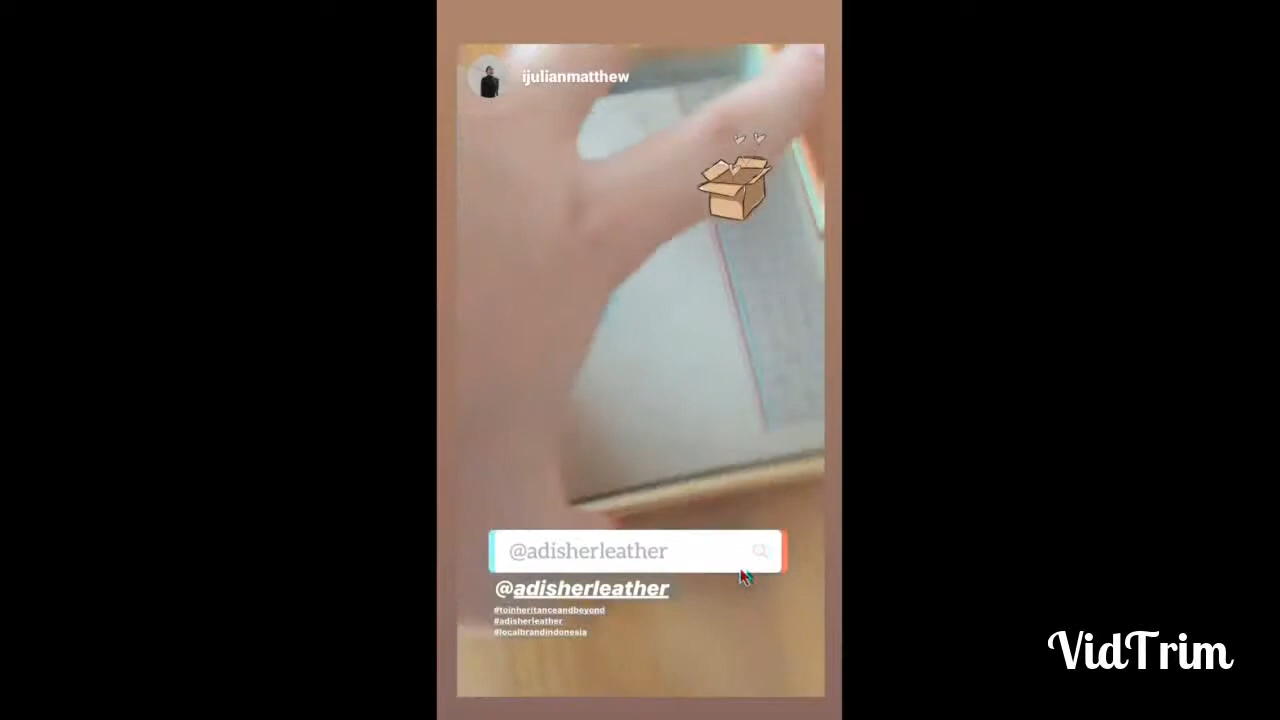 ijulianmatthew
@adisherleather
@adisherleather
#toinheritanceandbeyond
#adisherleather
#localbrandindonesia
VidTrim